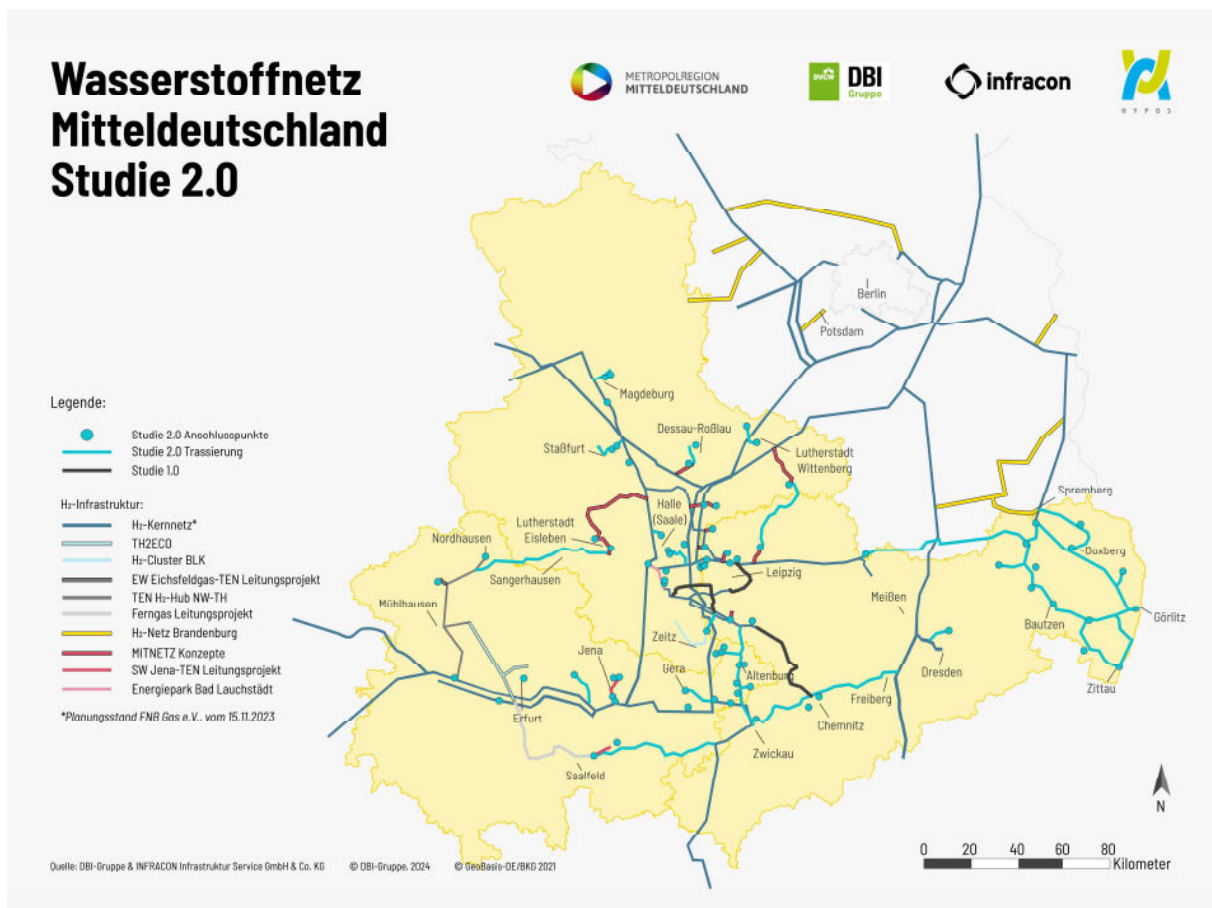 Wasserstoffnetz
Mitteldeutschland
Studie 2.0
METROPOLREGION
MITTELDEUTSCHLAND
DVGW
DBI
Gruppe
infracon
HYPOS
Berlin
Potsdam
Magdeburg
Staßfurt
Dessau-Roßlau
Lutherstadt
Wittenberg
Halle
(Saale)
Lutherstadt
Eisleben
Nordhausen
Sangerhausen
Leipzig
Spremberg
Boxberg
Meißen
Mühlhausen
Bautzen
Görlitz
Zeitz
Jena
Gera
Altenburg
Dresden
Zittau
Freiberg
Erfurt
Chemnitz
Zwickau
Saalfeld
Legende:
Studie 2.0 Anschlusspunkte
Studie 2.0 Trassierung
Studie 1.0
H₂-Infrastruktur:
H₂-Kernnetz*
TH2ECO
H₂-Cluster BLK
EW Eichsfeldgas-TEN Leitungsprojekt
TEN H₂-Hub NW-TH
Ferngas Leitungsprojekt
H₂-Netz Brandenburg
MITNETZ Konzepte
SW Jena-TEN Leitungsprojekt
Energiepark Bad Lauchstädt
*Planungsstand FNB Gas e.V., vom 15.11.2023
N
0 20 40 60 80
Kilometer
Quelle: DBI-Gruppe & INFRACON Infrastruktur Service GmbH & Co. KG © DBI-Gruppe, 2024 © GeoBasis-DE/BKG 2021